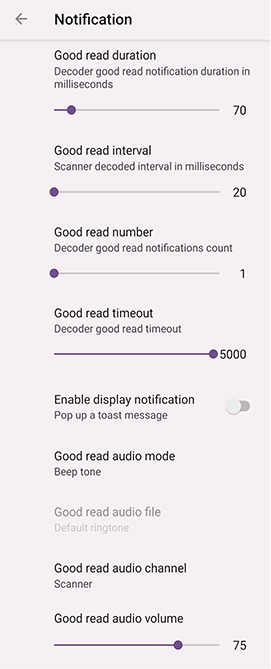 Notification
Good read duration
Decoder good read notification duration in
milliseconds
70
Good read interval
Scanner decoded interval in milliseconds
20
Good read number
Decoder good read notifications count
1
Good read timeout
Decoder good read timeout
5000
Enable display notification
Pop up a toast message
Good read audio mode
Beep tone
Good read audio file
Default ringtone
Good read audio channel
Scanner
Good read audio volume
75